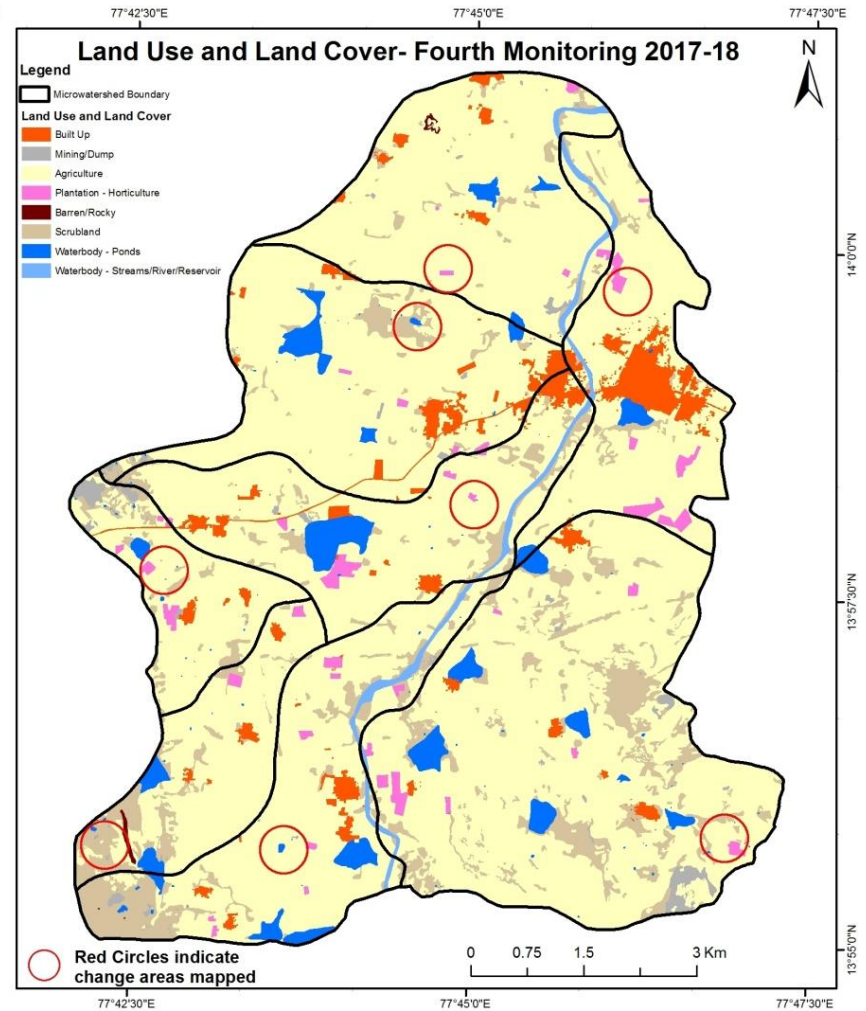 77°42'30"E 77°45'0"E 77°47'30"E
Land Use and Land Cover- Fourth Monitoring 2017-18
N
Legend
Microwatershed Boundary
Land Use and Land Cover
Built Up
Mining/Dump
Agriculture
Plantation - Horticulture
Barren/Rocky
Scrubland
Waterbody - Ponds
Waterbody - Streams/River/Reservoir
14°0'0"N
13°57'30"N
13°55'0"N
Red Circles indicate
change areas mapped
0 0.75 1.5 3 Km
77°42'30"E 77°45'0"E 77°47'30"E